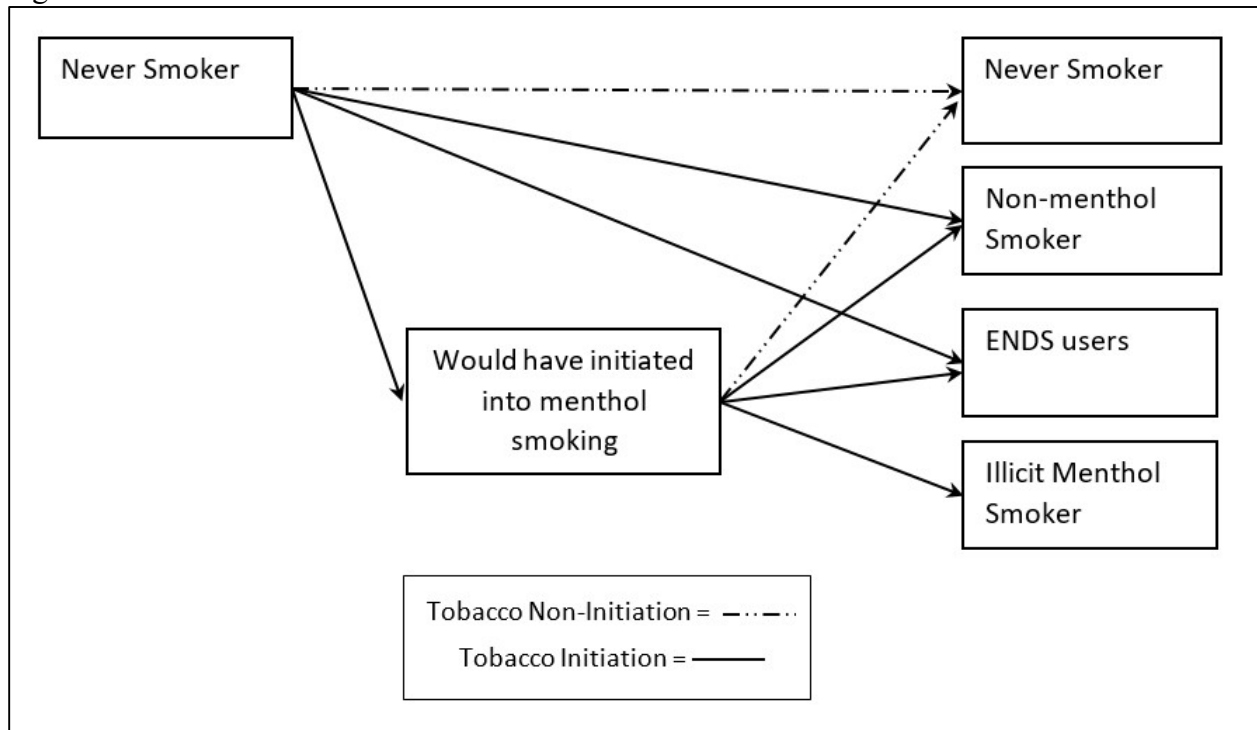 Never Smoker
Never Smoker
Non-menthol
Smoker
Would have initiated
into menthol
smoking
ENDS users
Illicit Menthol
Smoker
Tobacco Non-Initiation =
Tobacco Initiation =